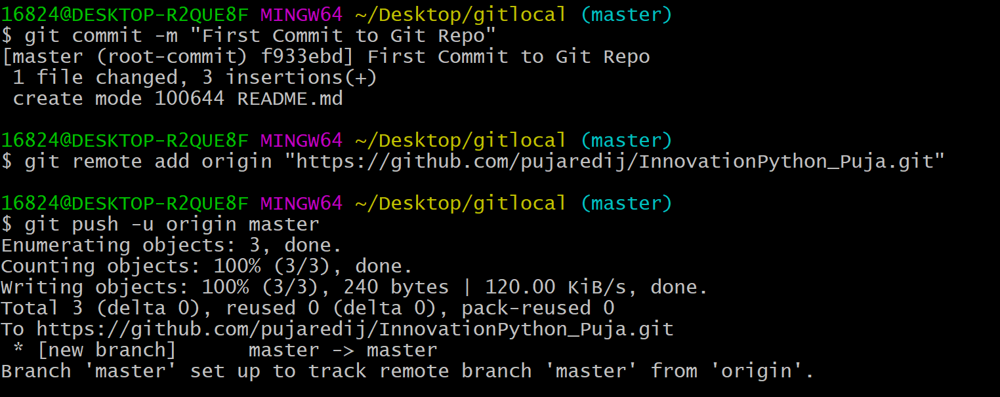 16824@DESKTOP-R2QUE8F MINGW64 ~/Desktop/gitlocal (master)
$ git commit -m "First Commit to Git Repo"
[master (root-commit) f933ebd] First Commit to Git Repo
 1 file changed, 3 insertions(+)
 create mode 100644 README.md
16824@DESKTOP-R2QUE8F MINGW64 ~/Desktop/gitlocal (master)
$ git remote add origin "https://github.com/pujaredij/InnovationPython_Puja.git"
16824@DESKTOP-R2QUE8F MINGW64 ~/Desktop/gitlocal (master)
$ git push -u origin master
Enumerating objects: 3, done.
Counting objects: 100% (3/3), done.
Writing objects: 100% (3/3), 240 bytes | 120.00 KiB/s, done.
Total 3 (delta 0), reused 0 (delta 0), pack-reused 0
To https://github.com/pujaredij/InnovationPython_Puja.git
 * [new branch]      master -> master
Branch 'master' set up to track remote branch 'master' from 'origin'.